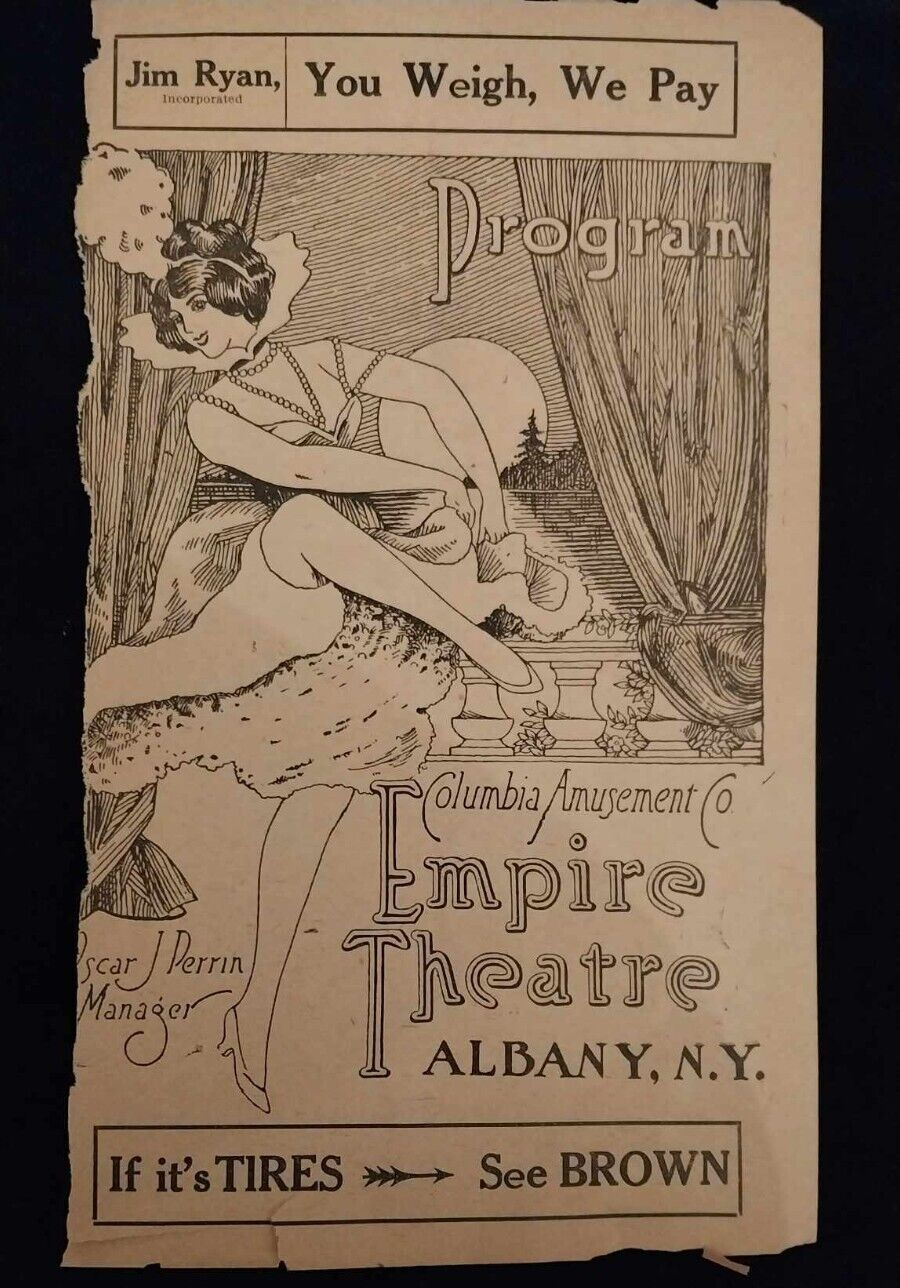 Jim Ryan,
Incorporated
You Weigh, We Pay
Program
Columbia Amusement Co.
Empire
Theatre
Oscar J Perrin
Manager
ALBANY, N.Y.
If it's TIRES See BROWN